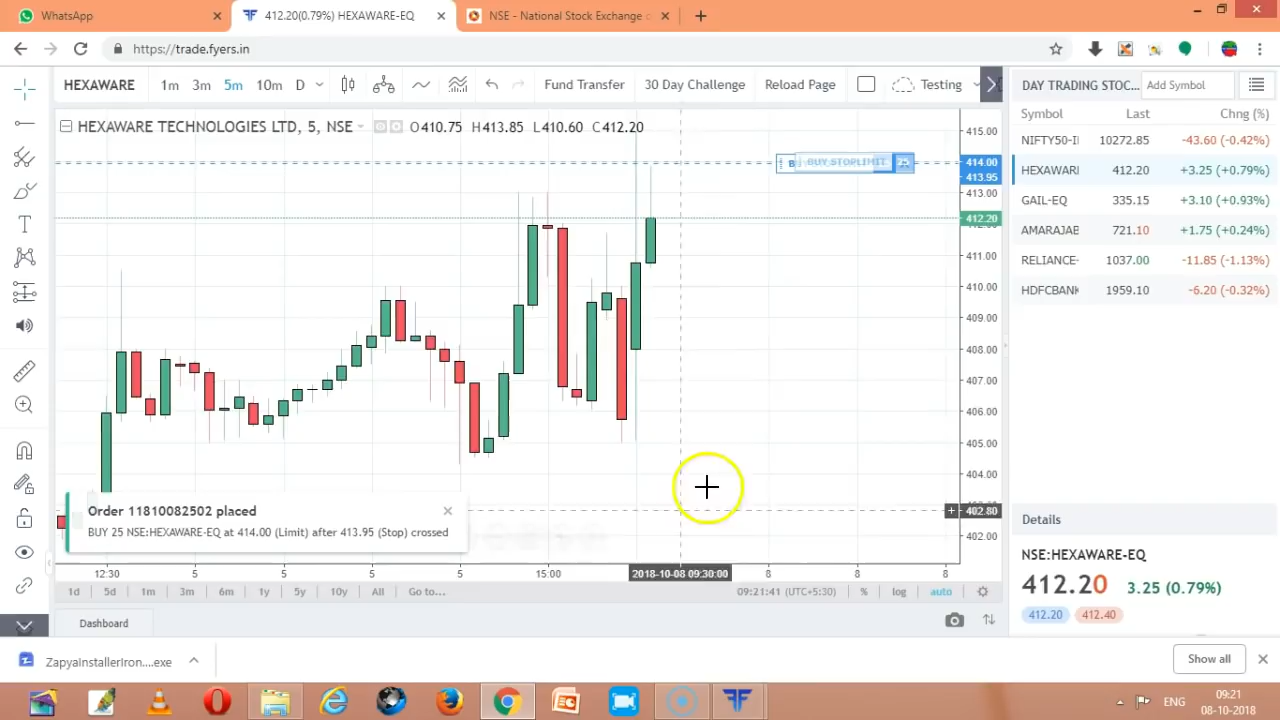 WhatsApp
412.20(0.79%) HEXAWARE-EQ
NSE - National Stock Exchange
https://trade.fyers.in
HEXAWARE 1m 3m 5m 10m D Fund Transfer 30 Day Challenge Reload Page Testing
DAY TRADING STOC... Add Symbol
Symbol Last Chng (%)
NIFTY50-I 10272.85 -43.60 (-0.42%)
HEXAWARI 412.20 +3.25 (+0.79%)
GAIL-EQ 335.15 +3.10 (+0.93%)
AMARAJAB 721.10 +1.75 (+0.24%)
RELIANCE- 1037.00 -11.85 (-1.13%)
HDFCBANK 1959.10 -6.20 (-0.32%)
HEXAWARE TECHNOLOGIES LTD, 5, NSE O410.75 H413.85 L410.60 C412.20
BUY STOPLIMIT 25
415.00
414.00
413.95
413.00
412.20
411.00
410.00
409.00
408.00
407.00
406.00
405.00
404.00
402.80
402.00
Order 11810082502 placed
BUY 25 NSE:HEXAWARE-EQ at 414.00 (Limit) after 413.95 (Stop) crossed
12:30 5 5 5 5 15:00 2018-10-08 09:30:00 8 8 8
1d 5d 1m 3m 6m 1y 5y 10y All Go to... 09:21:41 (UTC+5:30) % log auto
Dashboard
Details
NSE:HEXAWARE-EQ
412.20 3.25 (0.79%)
412.20 412.40
ZapyaInstallerIron....exe
Show all
ENG
09:21
08-10-2018